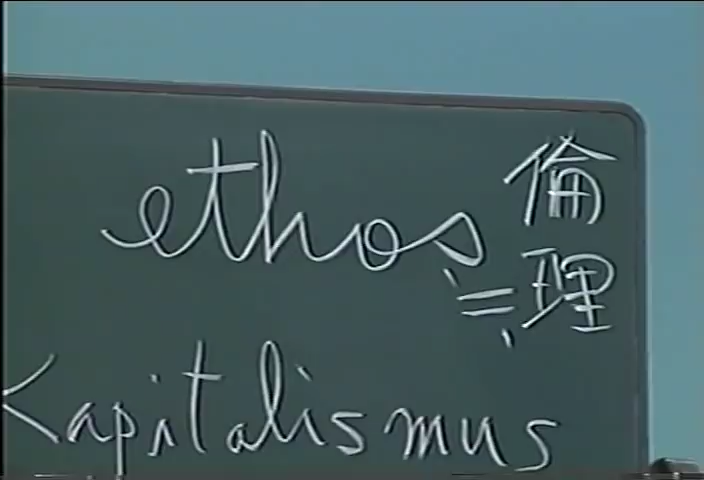 ethos ≒ 倫理
Kapitalismus